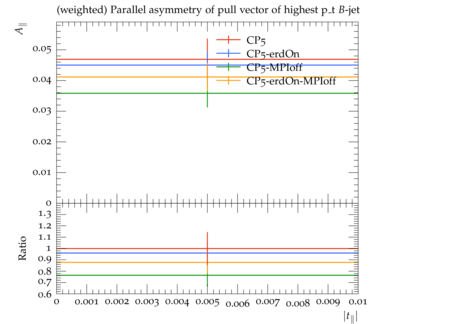 (weighted) Parallel asymmetry of pull vector of highest p_t B-jet
A∥
0.05
0.04
0.03
0.02
0.01
0
CP5
CP5-erdOn
CP5-MPIoff
CP5-erdOn-MPIoff
Ratio
1.3
1.2
1.1
1
0.9
0.8
0.7
0.6
0 0.001 0.002 0.003 0.004 0.005 0.006 0.007 0.008 0.009 0.01
|t∥|